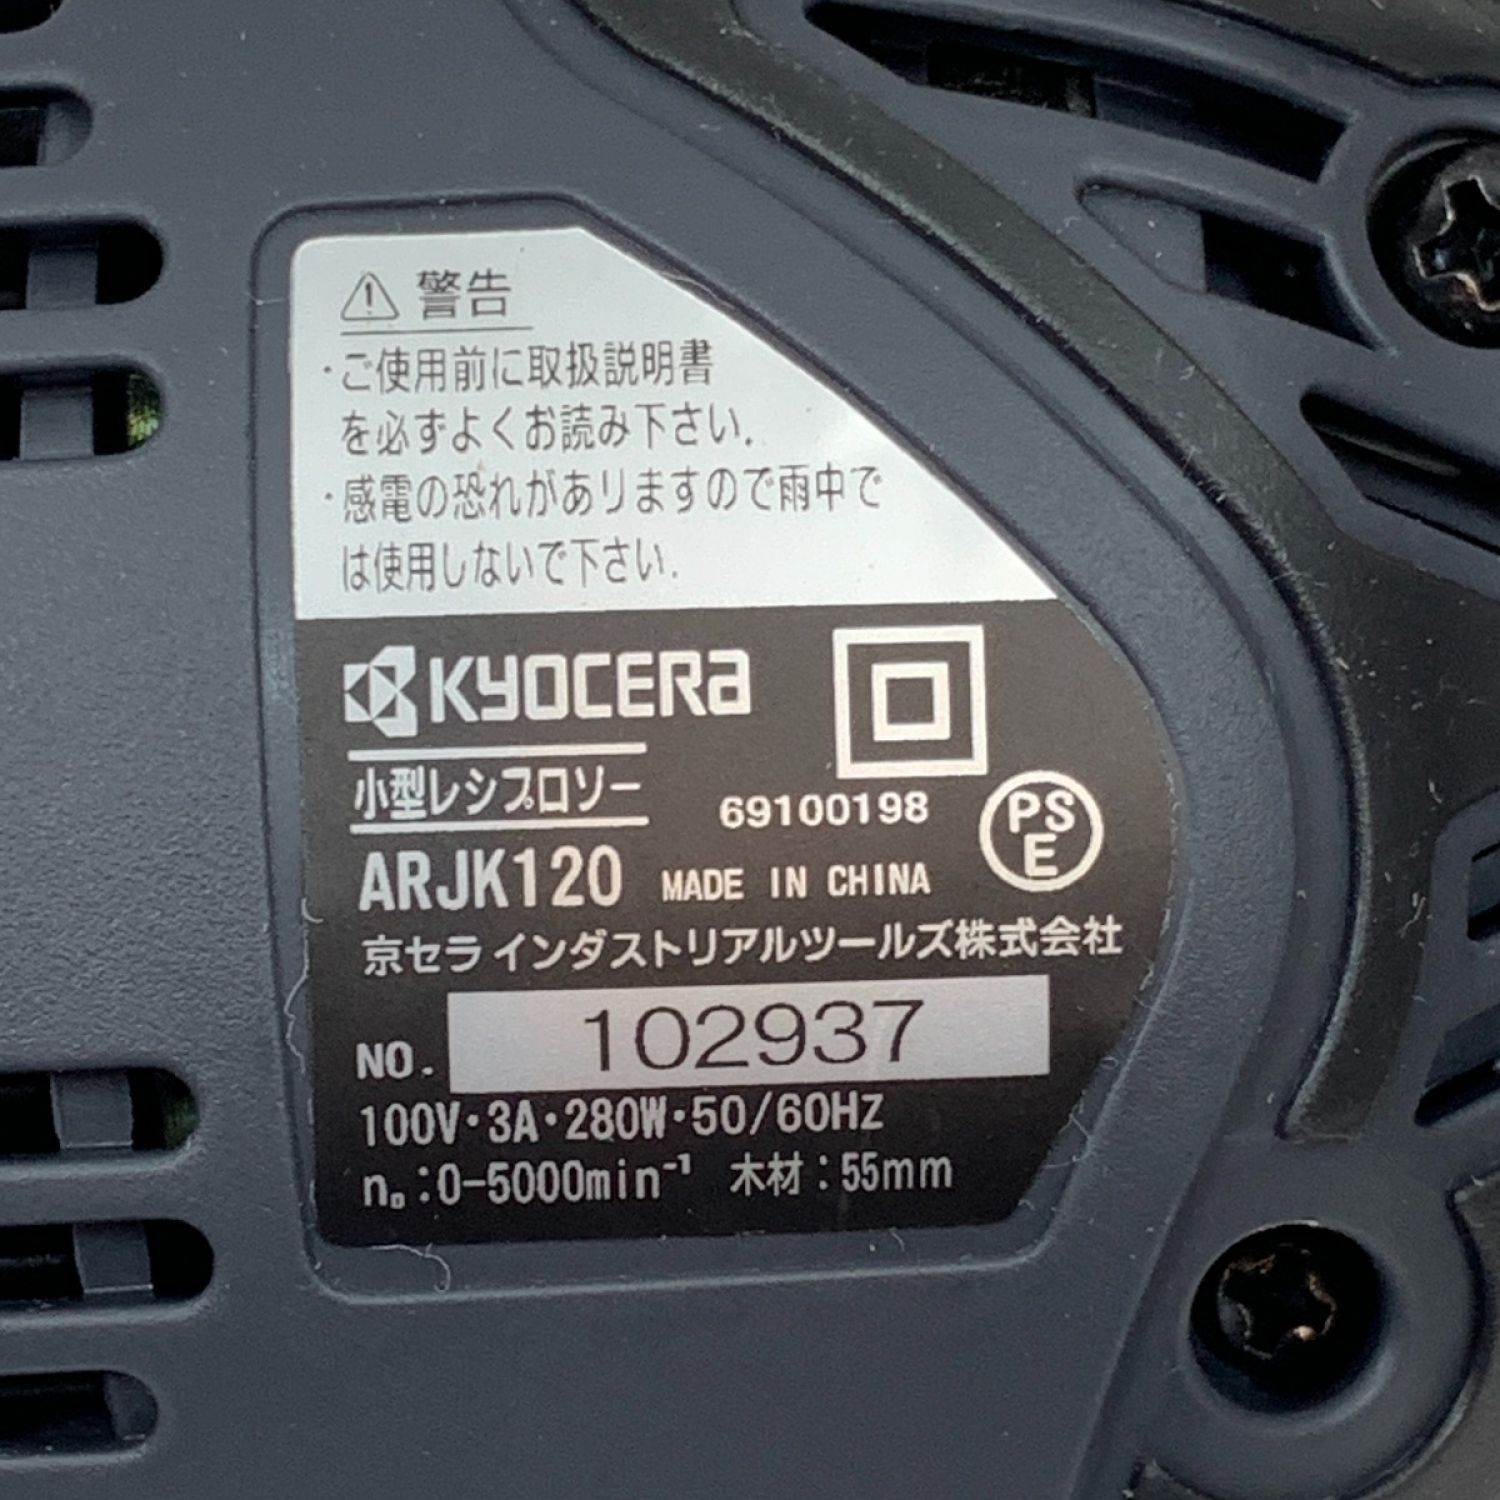 警告
・ご使用前に取扱説明書
を必ずよくお読み下さい.
・感電の恐れがありますので雨中で
は使用しないで下さい.
KYOCERA
小型レシプロソー
69100198
PS
E
ARJK120 MADE IN CHINA
京セラ インダストリアルツールズ株式会社
NO. 102937
100V・3A・280W・50/60HZ
n₀:0-5000min⁻¹ 木材:55mm